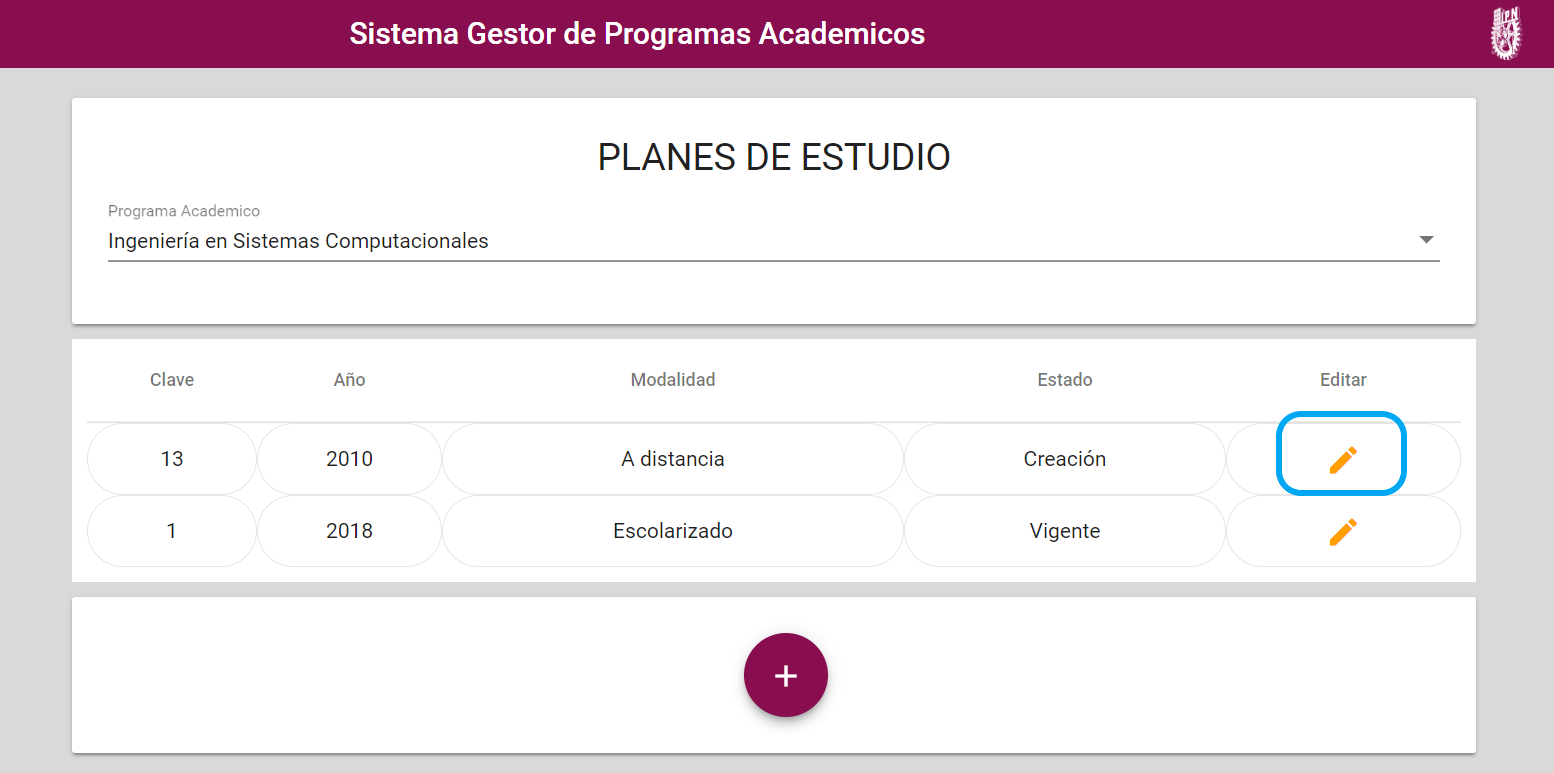 Sistema Gestor de Programas Academicos
IPN
PLANES DE ESTUDIO
Programa Academico
Ingeniería en Sistemas Computacionales
Clave Año Modalidad Estado Editar
13 2010 A distancia Creación
1 2018 Escolarizado Vigente